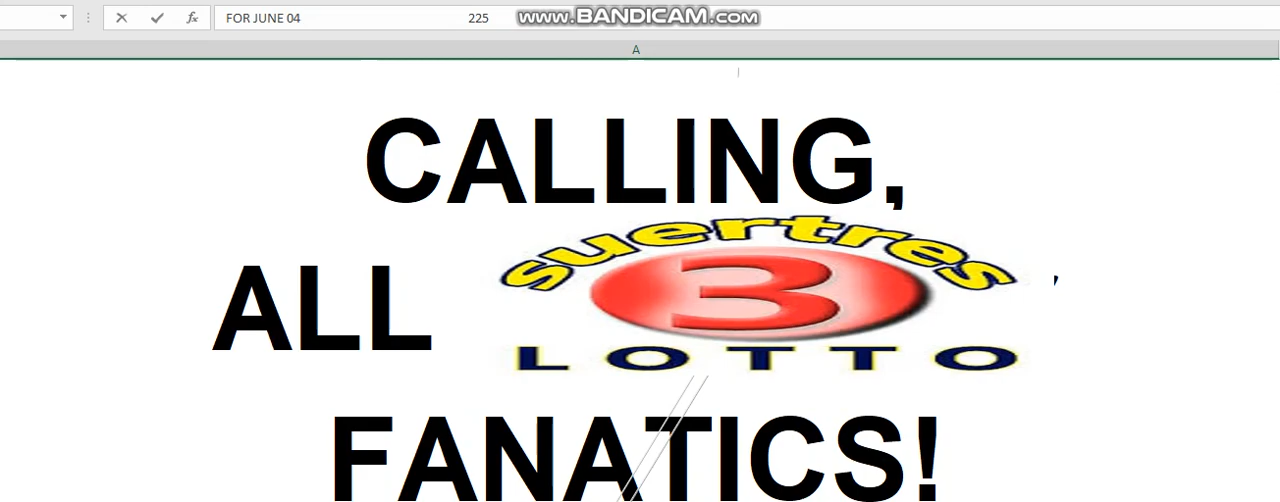 FOR JUNE 04 225
www.BANDICAM.com
A
CALLING,
suertres
ALL 3
LOTTO
FANATICS!